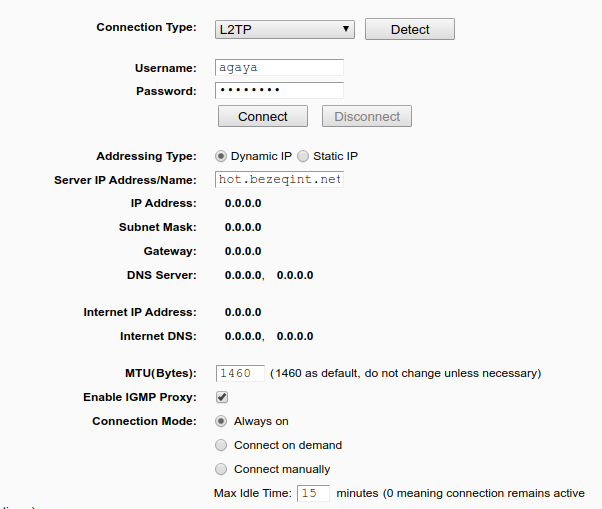 Connection Type: L2TP Detect
Username: agaya
Password: ••••••••
Connect Disconnect
Addressing Type: Dynamic IP Static IP
Server IP Address/Name: hot.bezeqint.net
IP Address: 0.0.0.0
Subnet Mask: 0.0.0.0
Gateway: 0.0.0.0
DNS Server: 0.0.0.0, 0.0.0.0
Internet IP Address: 0.0.0.0
Internet DNS: 0.0.0.0, 0.0.0.0
MTU(Bytes): 1460 (1460 as default, do not change unless necessary)
Enable IGMP Proxy:
Connection Mode: Always on
Connect on demand
Connect manually
Max Idle Time: 15 minutes (0 meaning connection remains active